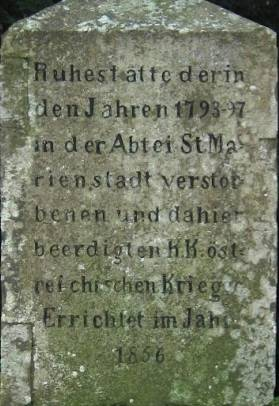 Ruhestätte der in
den Jahren 1793-97
in der Abtei St. Ma-
rienstadt verstor-
benen und dahier
beerdigten K.K. öst-
reichischen Krieger
Errichtet im Jahr
1856